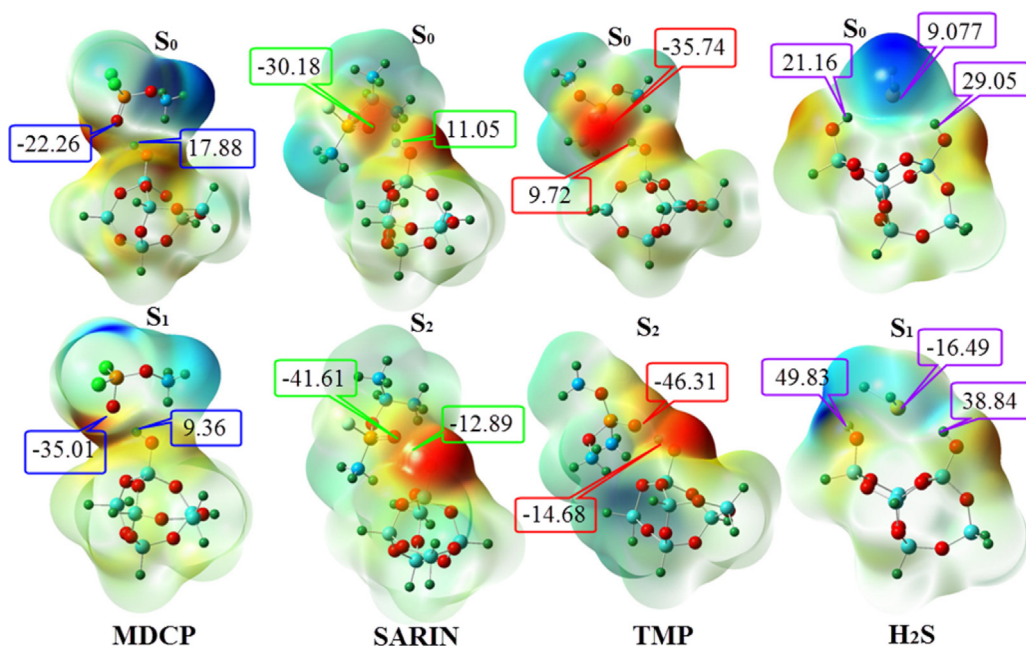 S0
S0
S0
S0
-30.18
-35.74
21.16
9.077
29.05
-22.26
17.88
11.05
9.72
S1
S2
S2
S1
-41.61
-46.31
49.83
-16.49
-35.01
9.36
-12.89
38.84
-14.68
MDCP
SARIN
TMP
H2S